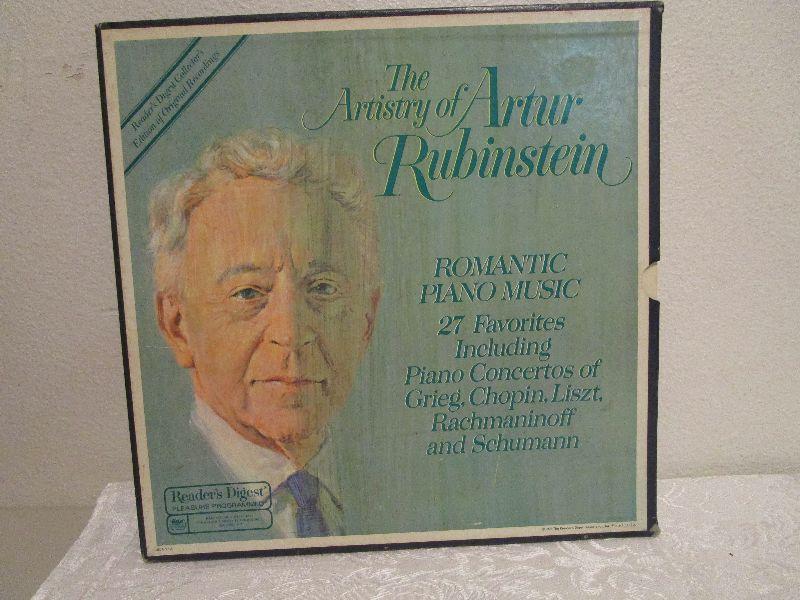 Reader's Digest Collector's
Edition of Original Recordings
The
Artistry of Artur
Rubinstein
ROMANTIC
PIANO MUSIC
27 Favorites
Including
Piano Concertos of
Grieg, Chopin, Liszt,
Rachmaninoff
and Schumann
Reader's Digest
PLEASURE PROGRAMMED